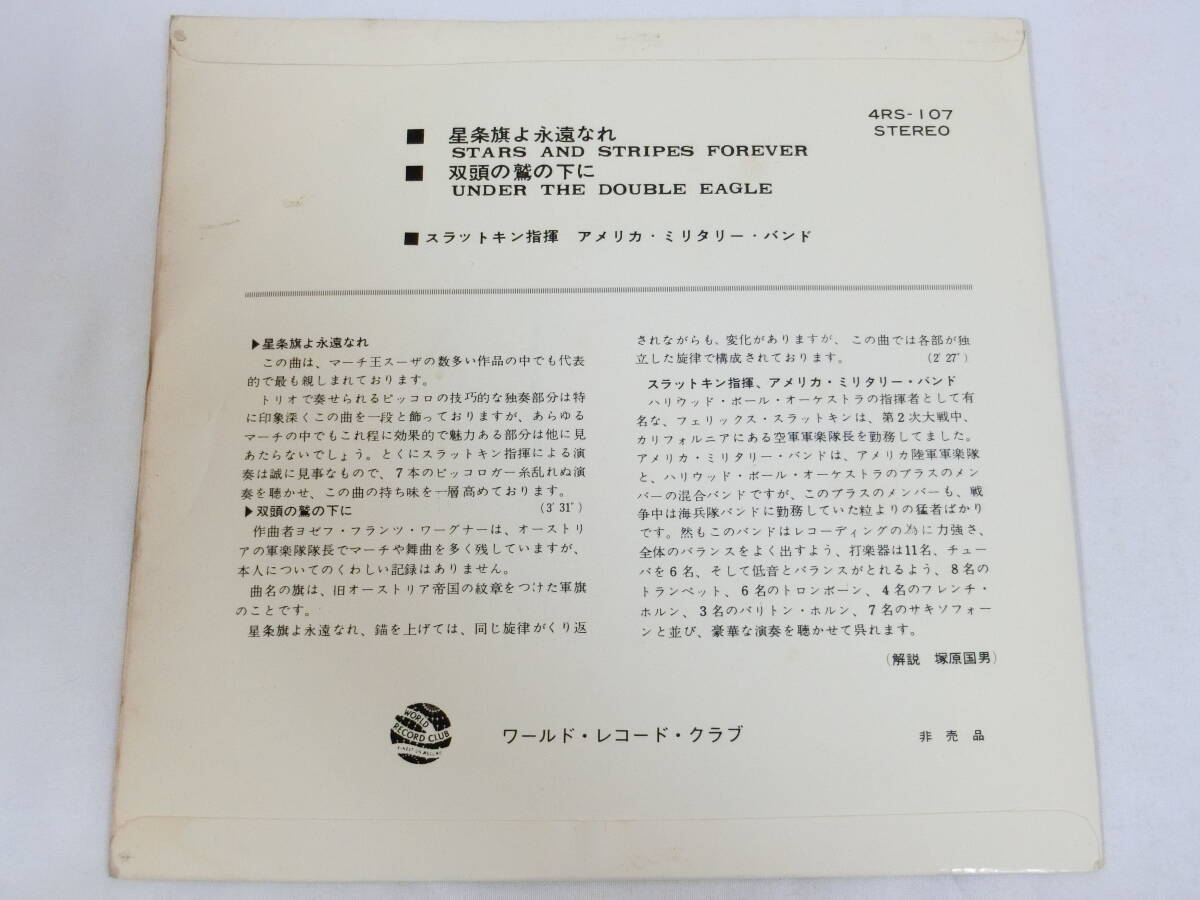 4RS-107
STEREO
■ 星条旗よ永遠なれ
STARS AND STRIPES FOREVER
■ 双頭の鷲の下に
UNDER THE DOUBLE EAGLE
■ スラットキン指揮 アメリカ・ミリタリー・バンド
▶星条旗よ永遠なれ
この曲は、マーチ王スーザの数多い作品の中でも代表
的で最も親しまれております。
トリオで奏せられるピッコロの技巧的な独奏部分は特
に印象深くこの曲を一段と飾っておりますが、あらゆる
マーチの中でもこれ程に効果的で魅力ある部分は他に見
あたらないでしょう。とくにスラットキン指揮による演
奏は誠に見事なもので、7本のピッコロガー糸乱れぬ演
奏を聴かせ、この曲の持ち味を一層高めております。
(3′31″)
▶双頭の鷲の下に
作曲者ヨゼフ・フランツ・ワーグナーは、オーストリ
アの軍楽隊隊長でマーチや舞曲を多く残していますが、
本人についてのくわしい記録はありません。
曲名の旗は、旧オーストリア帝国の紋章をつけた軍旗
のことです。
星条旗よ永遠なれ、錨を上げては、同じ旋律がくり返
されながらも、変化がありますが、この曲では各部が独
立した旋律で構成されております。 (2′27″)
スラットキン指揮、アメリカ・ミリタリー・バンド
ハリウッド・ボール・オーケストラの指揮者として有
名な、フェリックス・スラットキンは、第2次大戦中、
カリフォルニアにある空軍軍楽隊長を勤務してました。
アメリカ・ミリタリー・バンドは、アメリカ陸軍軍楽隊
と、ハリウッド・ボール・オーケストラのブラスのメン
バーの混合バンドですが、このブラスのメンバーも、戦
争中は海兵隊バンドに勤務していた粒よりの猛者ばかり
です。然もこのバンドはレコーディングの為に力強さ、
全体のバランスをよく出すよう、打楽器は11名、チュー
バを6名、そして低音とバランスがとれるよう、8名の
トランペット、6名のトロンボーン、4名のフレンチ・
ホルン、3名のバリトン・ホルン、7名のサキソフォー
ンと並び、豪華な演奏を聴かせて呉れます。
(解説 塚原国男)
WORLD
RECORD CLUB
ワールド・レコード・クラブ
非売品